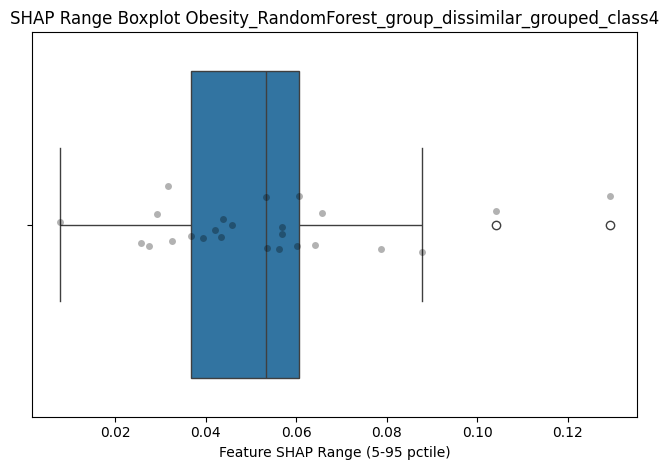 SHAP Range Boxplot Obesity_RandomForest_group_dissimilar_grouped_class4
0.02 0.04 0.06 0.08 0.10 0.12
Feature SHAP Range (5-95 pctile)